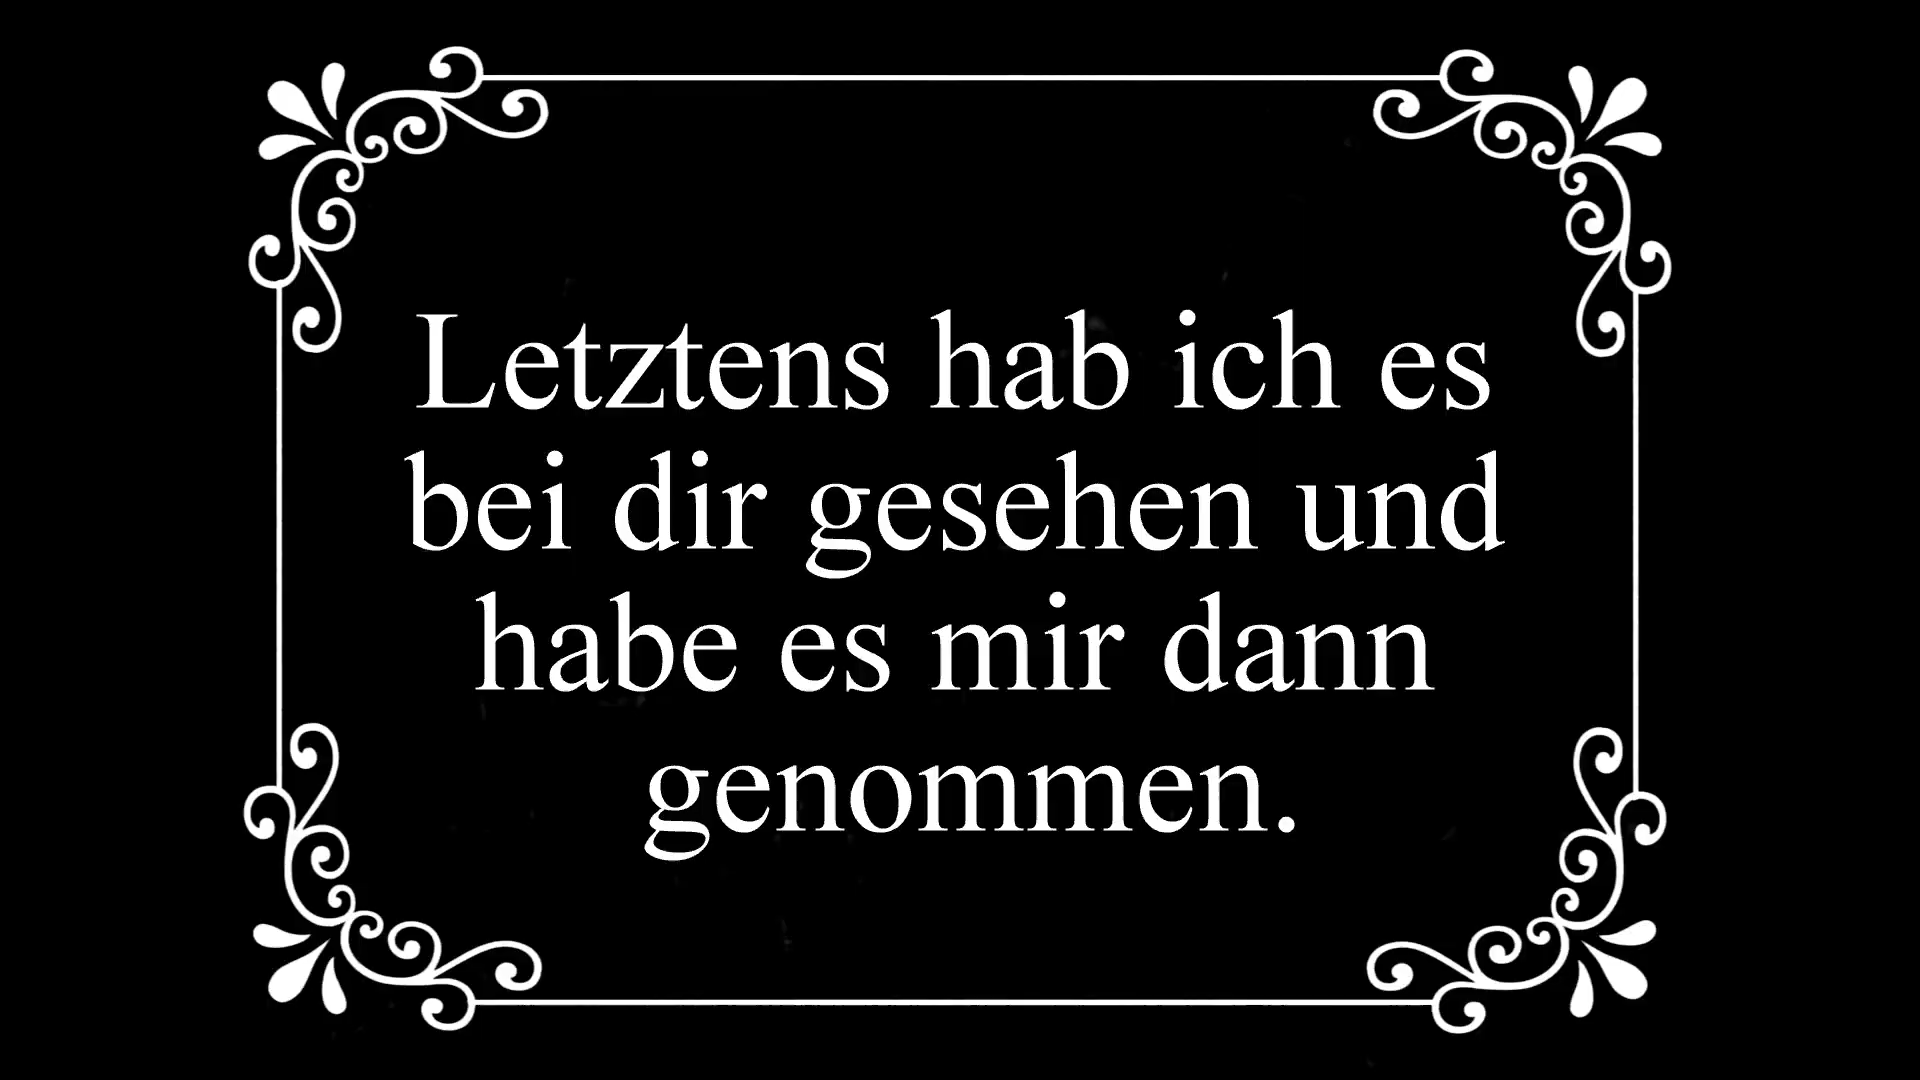 Letztens hab ich es
bei dir gesehen und
habe es mir dann
genommen.